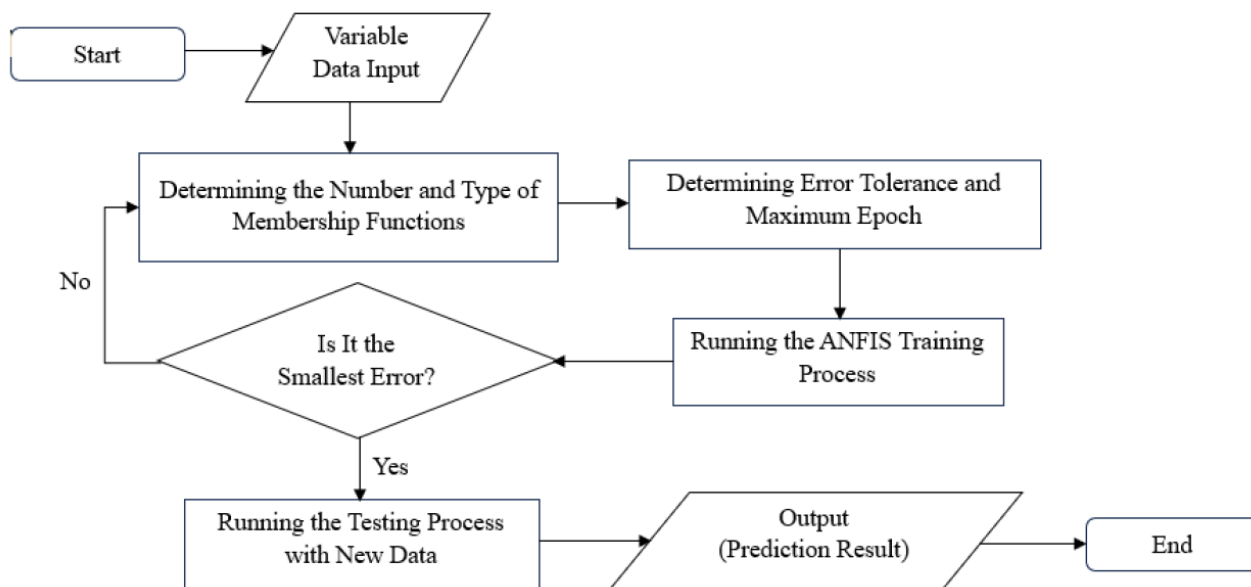 Start
Variable
Data Input
Determining the Number and Type of
Membership Functions
Determining Error Tolerance and
Maximum Epoch
No
Is It the
Smallest Error?
Running the ANFIS Training
Process
Yes
Running the Testing Process
with New Data
Output
(Prediction Result)
End